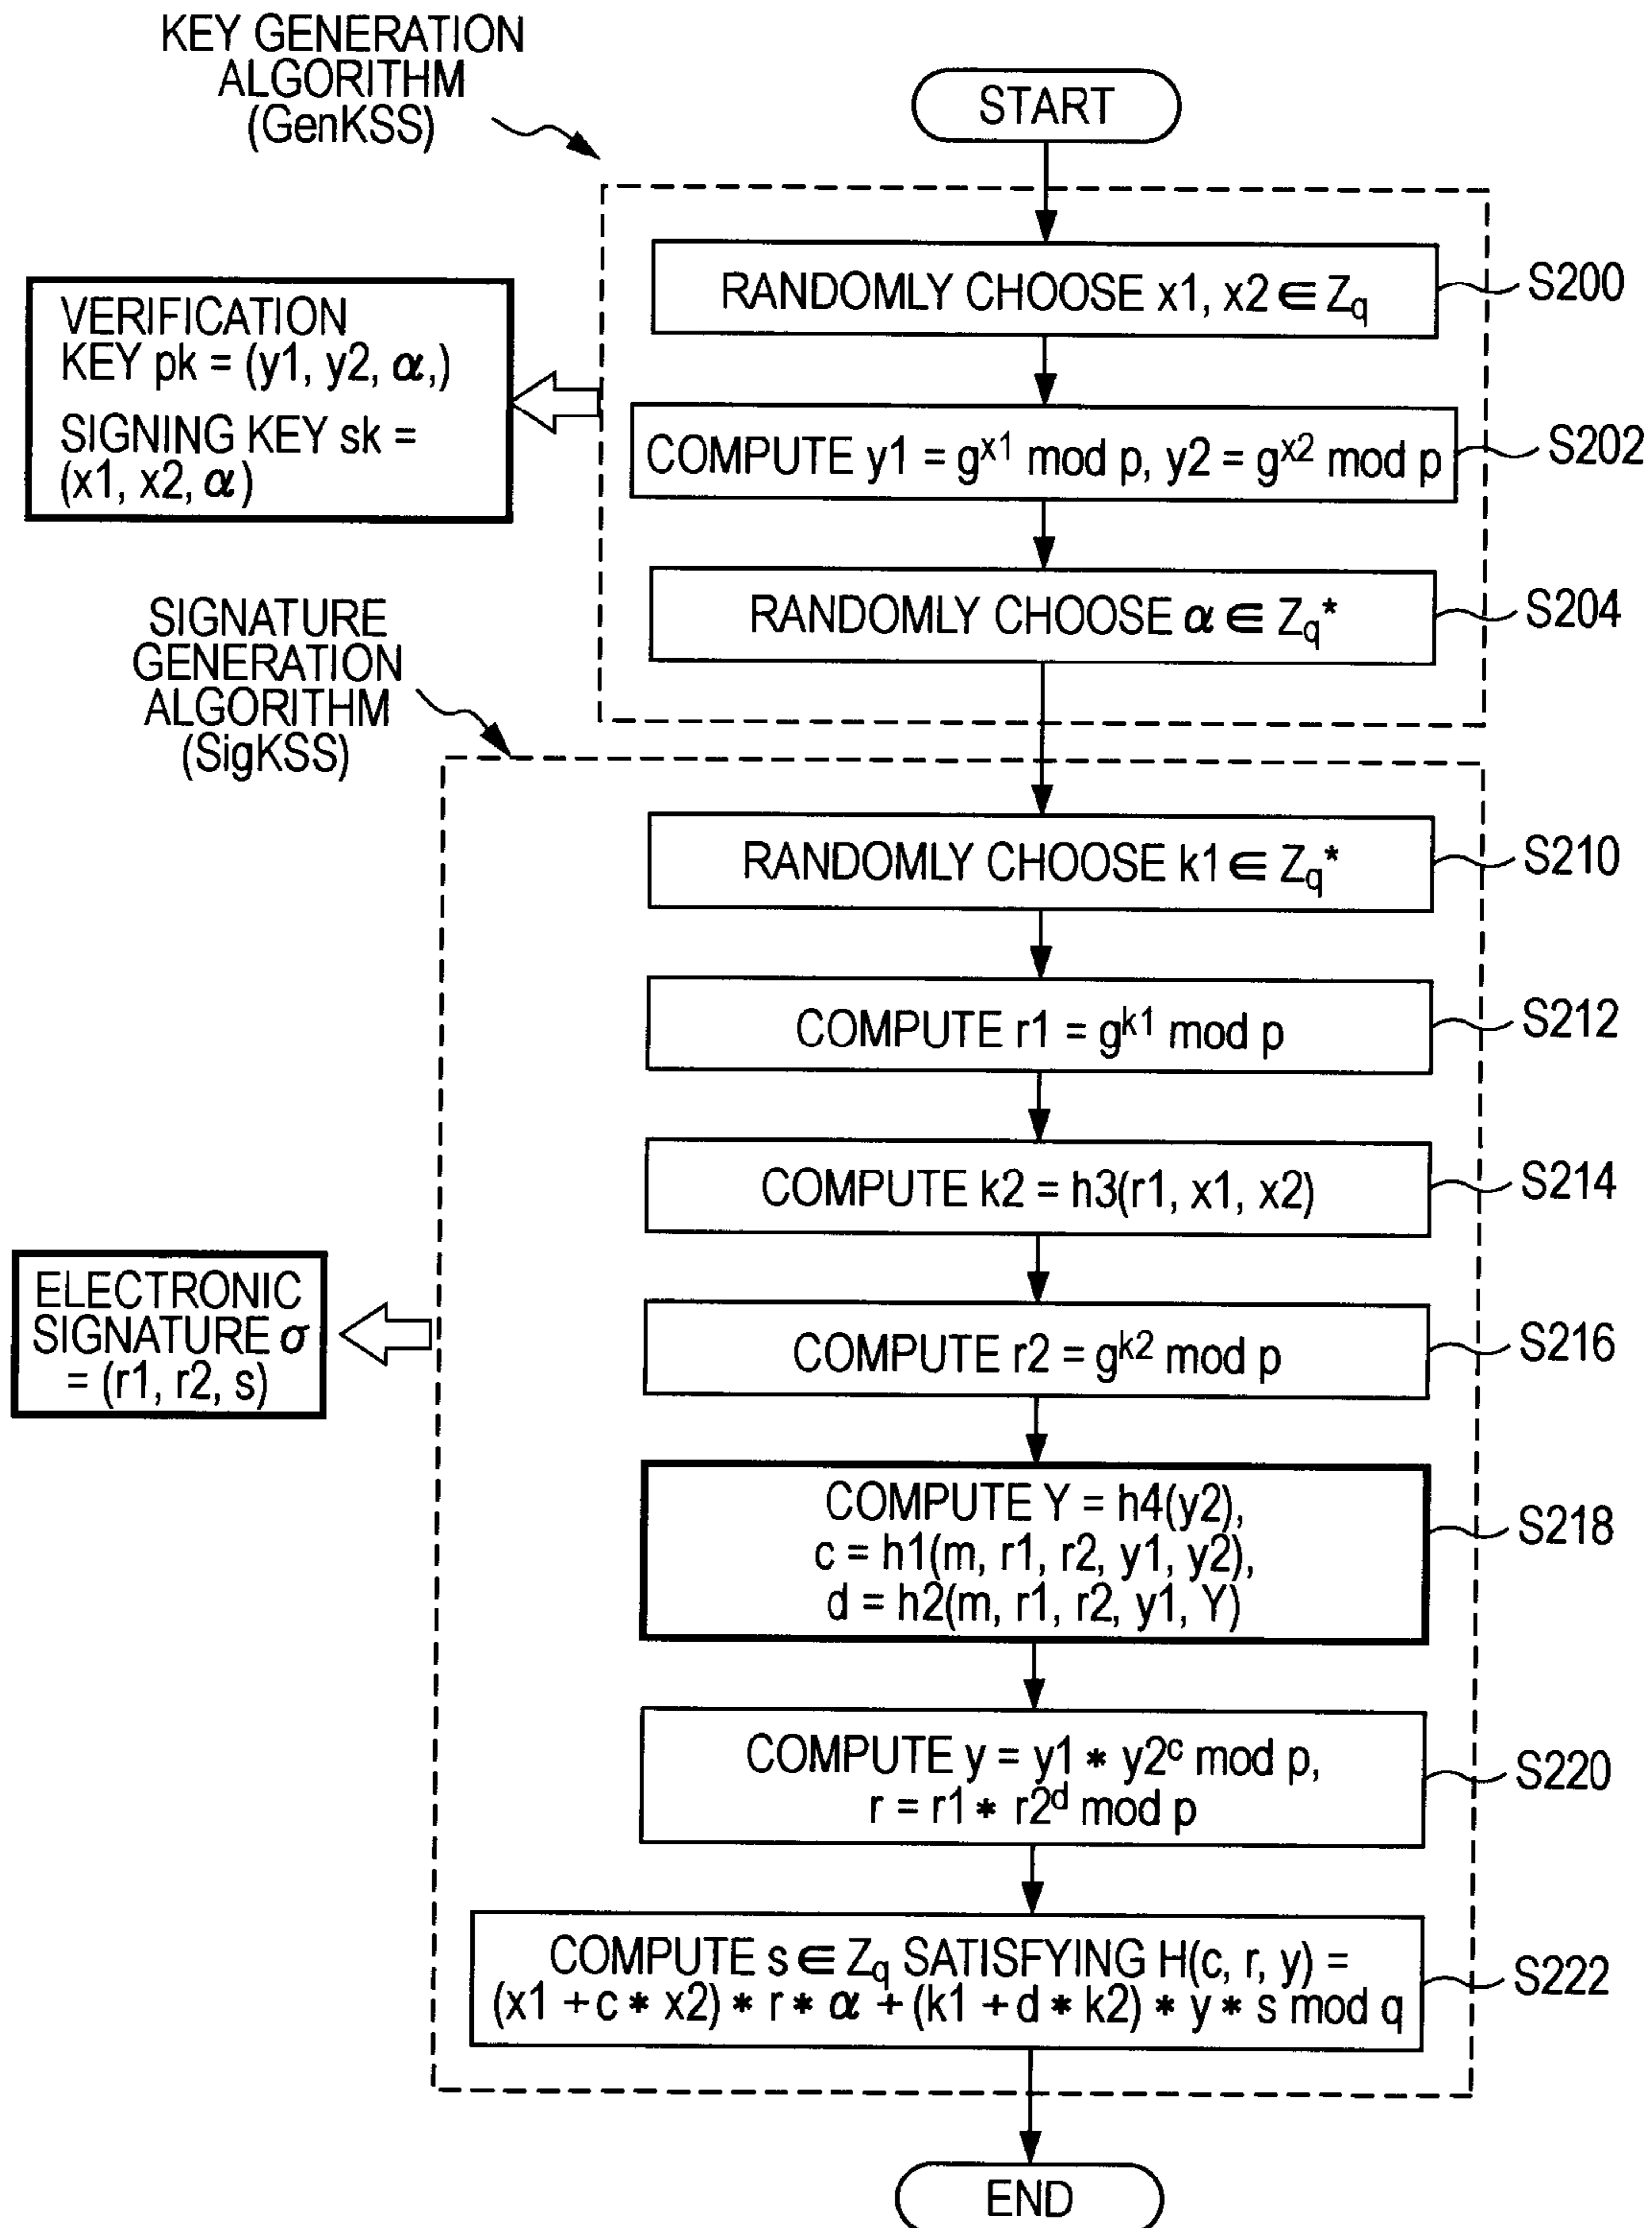 KEY GENERATION
ALGORITHM
(GenKSS)
START
RANDOMLY CHOOSE x1, x2 ∈ Zq
S200
VERIFICATION
KEY pk = (y1, y2, α,)
SIGNING KEY sk =
(x1, x2, α)
COMPUTE y1 = g^x1 mod p, y2 = g^x2 mod p
S202
RANDOMLY CHOOSE α ∈ Zq*
S204
SIGNATURE
GENERATION
ALGORITHM
(SigKSS)
RANDOMLY CHOOSE k1 ∈ Zq*
S210
COMPUTE r1 = g^k1 mod p
S212
COMPUTE k2 = h3(r1, x1, x2)
S214
ELECTRONIC
SIGNATURE σ
= (r1, r2, s)
COMPUTE r2 = g^k2 mod p
S216
COMPUTE Y = h4(y2),
c = h1(m, r1, r2, y1, y2),
d = h2(m, r1, r2, y1, Y)
S218
COMPUTE y = y1 * y2^c mod p,
r = r1 * r2^d mod p
S220
COMPUTE s ∈ Zq SATISFYING H(c, r, y) =
(x1 + c * x2) * r * α + (k1 + d * k2) * y * s mod q
S222
END